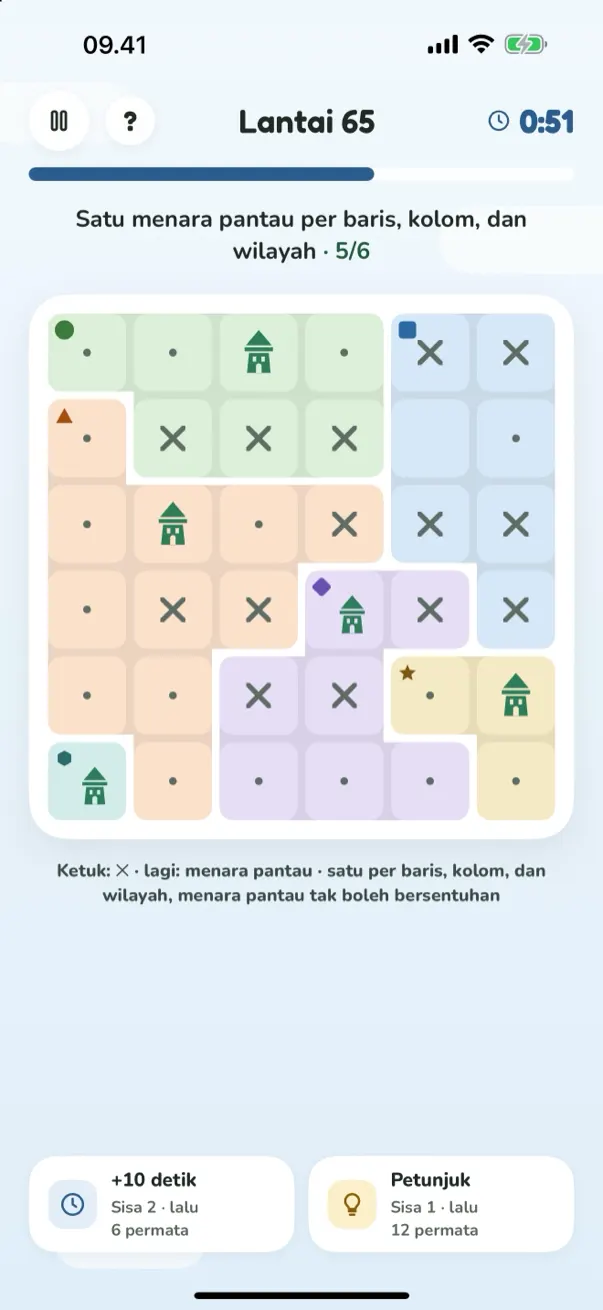 09.41
?
Lantai 65
0:51
Satu menara pantau per baris, kolom, dan
wilayah · 5/6
Ketuk: × · lagi: menara pantau · satu per baris, kolom, dan
wilayah, menara pantau tak boleh bersentuhan
+10 detik
Sisa 2 · lalu
6 permata
Petunjuk
Sisa 1 · lalu
12 permata